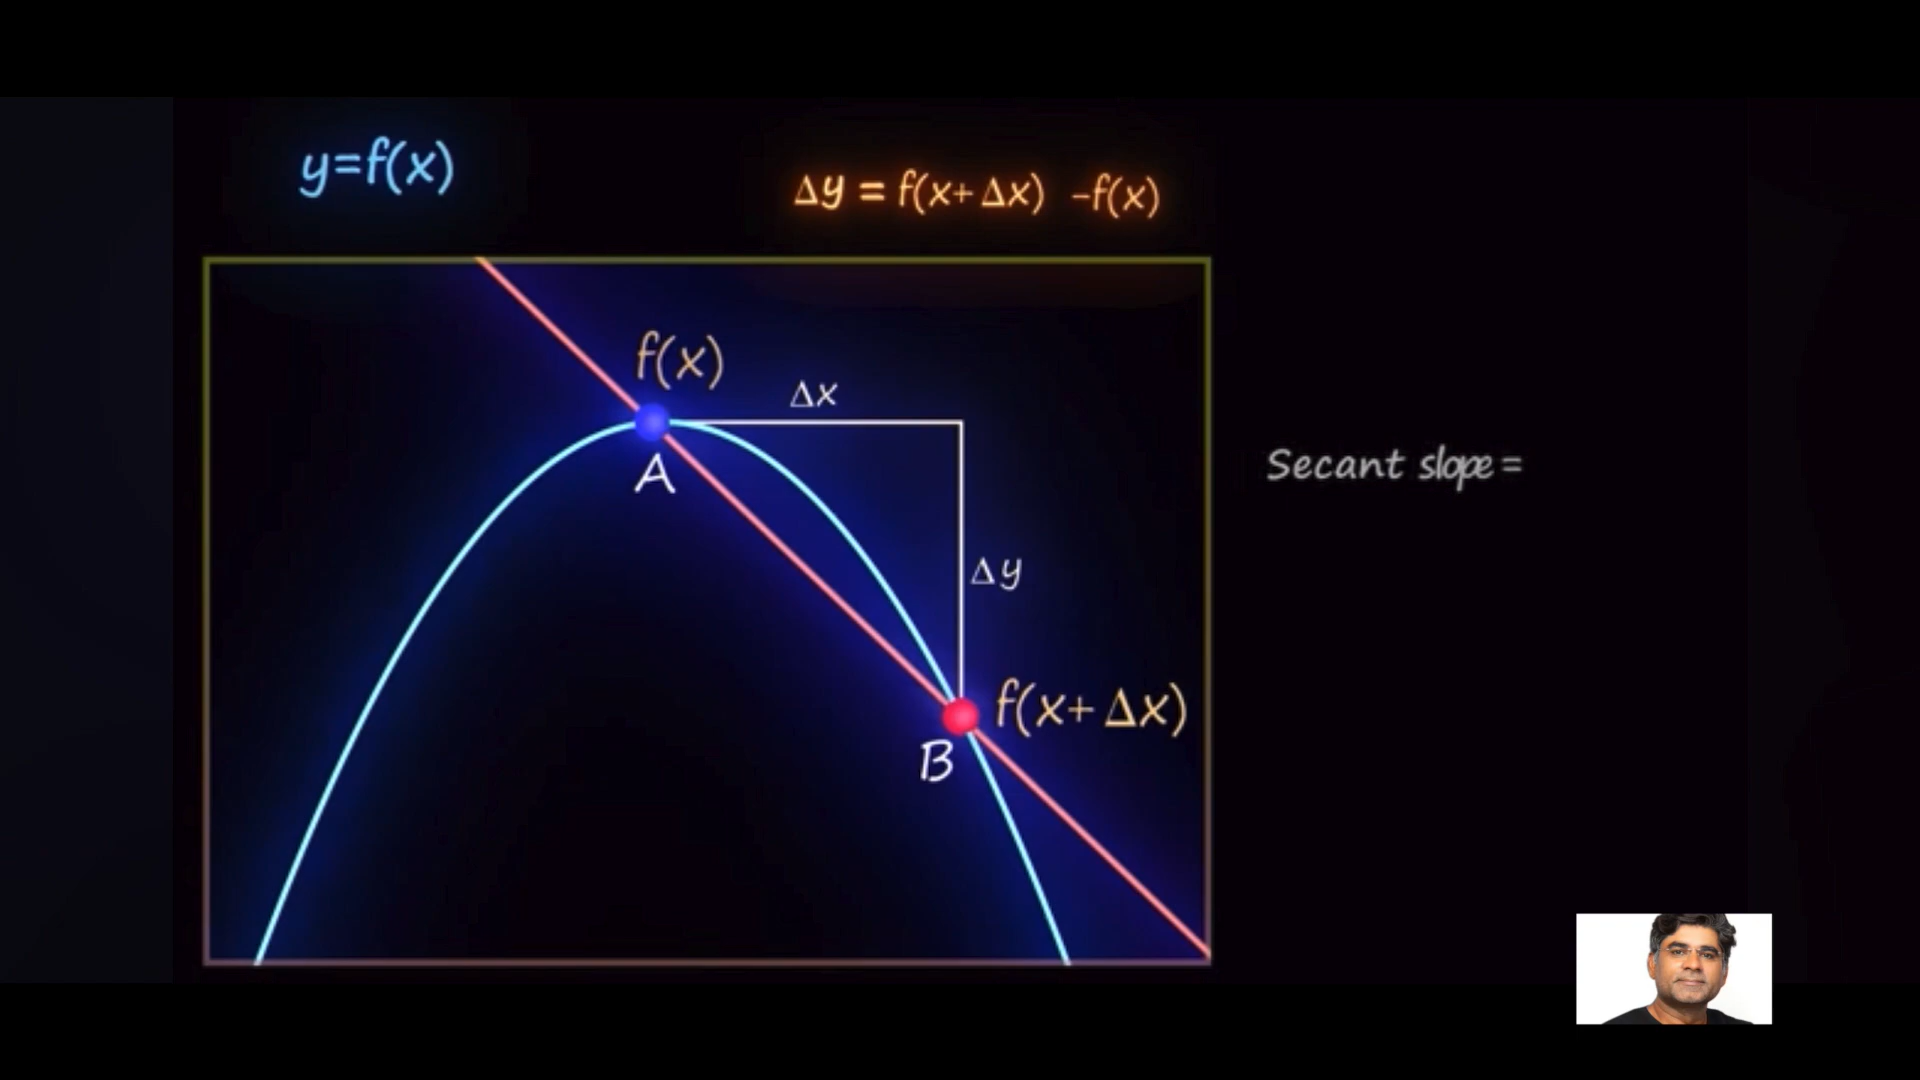 y=f(x)
Δy = f(x+Δx) -f(x)
f(x)
Δx
A
Secant slope =
Δy
f(x+Δx)
B